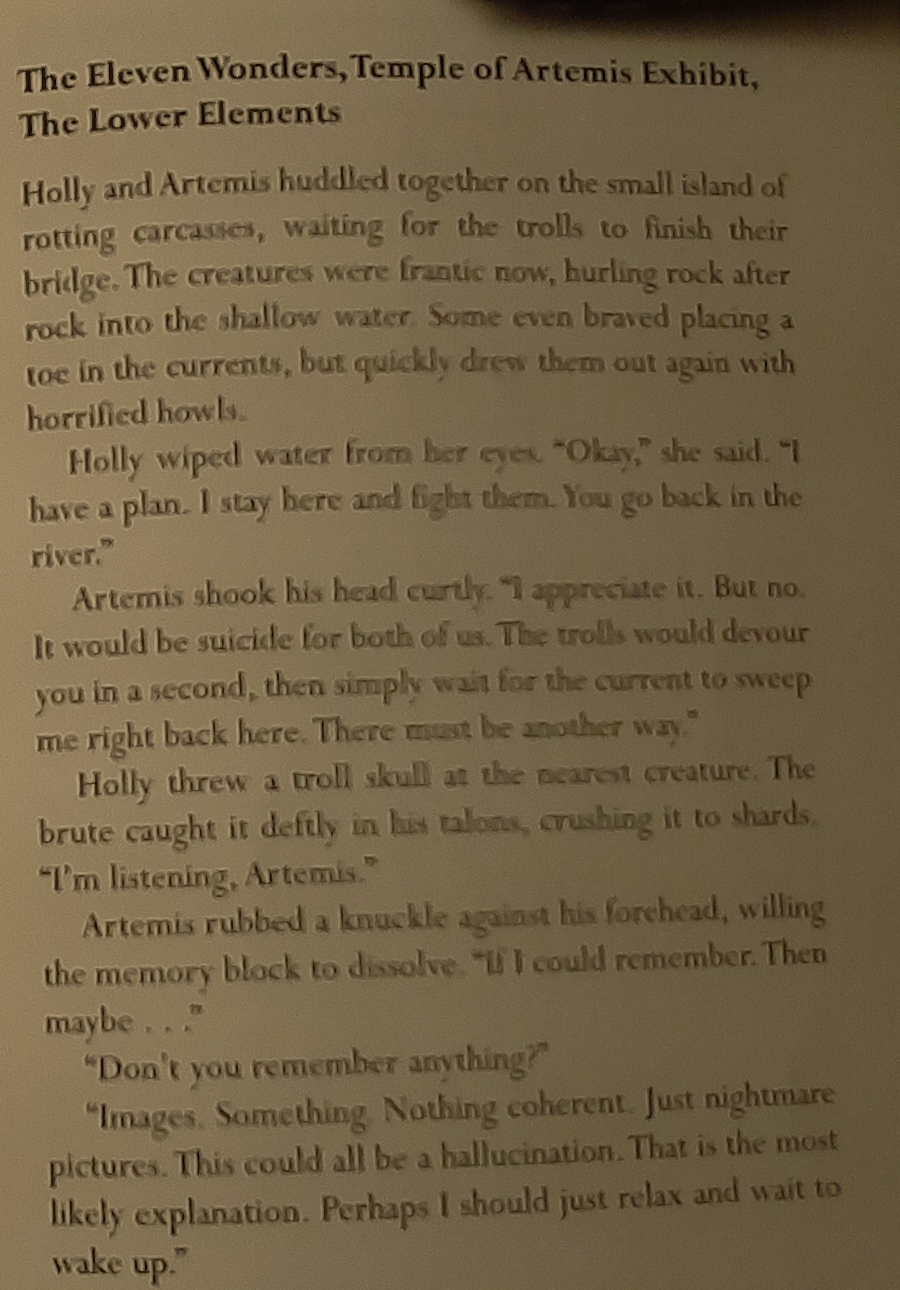 The Eleven Wonders, Temple of Artemis Exhibit,
The Lower Elements
Holly and Artemis huddled together on the small island of
rotting carcasses, waiting for the trolls to finish their
bridge. The creatures were frantic now, hurling rock after
rock into the shallow water. Some even braved placing a
toe in the currents, but quickly drew them out again with
horrified howls.
Holly wiped water from her eyes. “Okay,” she said. “I
have a plan. I stay here and fight them. You go back in the
river.”
Artemis shook his head curtly. “I appreciate it. But no.
It would be suicide for both of us. The trolls would devour
you in a second, then simply wait for the current to sweep
me right back here. There must be another way.”
Holly threw a troll skull at the nearest creature. The
brute caught it deftly in his talons, crushing it to shards.
“I’m listening, Artemis.”
Artemis rubbed a knuckle against his forehead, willing
the memory block to dissolve. “If I could remember. Then
maybe . . .”
“Don’t you remember anything?”
“Images. Something. Nothing coherent. Just nightmare
pictures. This could all be a hallucination. That is the most
likely explanation. Perhaps I should just relax and wait to
wake up.”